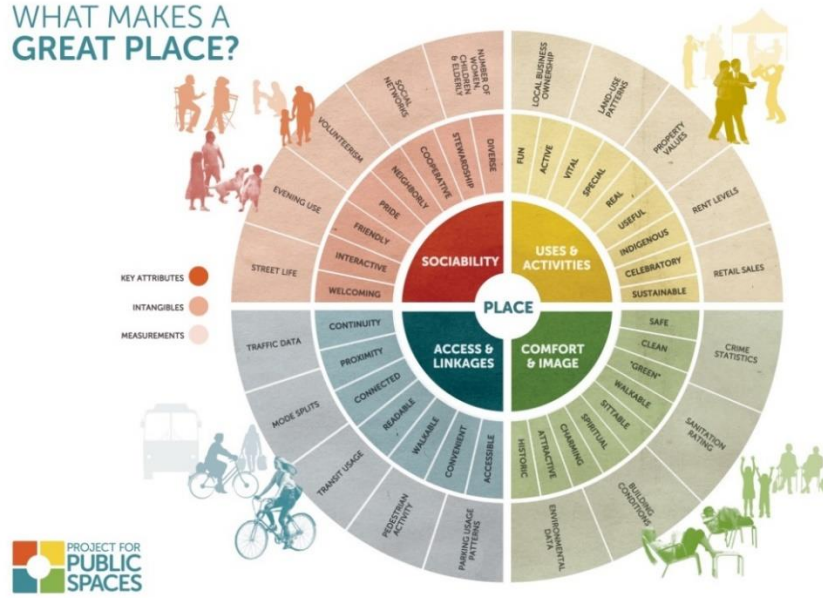 WHAT MAKES A
GREAT PLACE?
KEY ATTRIBUTES
INTANGIBLES
MEASUREMENTS
PLACE
SOCIABILITY
WELCOMING
INTERACTIVE
FRIENDLY
PRIDE
NEIGHBORLY
COOPERATIVE
STEWARDSHIP
DIVERSE
STREET LIFE
EVENING USE
VOLUNTEERISM
SOCIAL
NETWORKS
NUMBER OF
WOMEN,
CHILDREN
& ELDERLY
USES &
ACTIVITIES
FUN
ACTIVE
VITAL
SPECIAL
REAL
USEFUL
INDIGENOUS
CELEBRATORY
SUSTAINABLE
LOCAL BUSINESS
OWNERSHIP
LAND-USE
PATTERNS
PROPERTY
VALUES
RENT LEVELS
RETAIL SALES
ACCESS &
LINKAGES
CONTINUITY
PROXIMITY
CONNECTED
READABLE
WALKABLE
CONVENIENT
ACCESSIBLE
TRAFFIC DATA
MODE SPLITS
TRANSIT USAGE
PEDESTRIAN
ACTIVITY
PARKING USAGE
PATTERNS
COMFORT
& IMAGE
SAFE
CLEAN
"GREEN"
WALKABLE
SITTABLE
SPIRITUAL
CHARMING
ATTRACTIVE
HISTORIC
CRIME
STATISTICS
SANITATION
RATING
BUILDING
CONDITIONS
ENVIRONMENTAL
DATA
PROJECT FOR
PUBLIC
SPACES